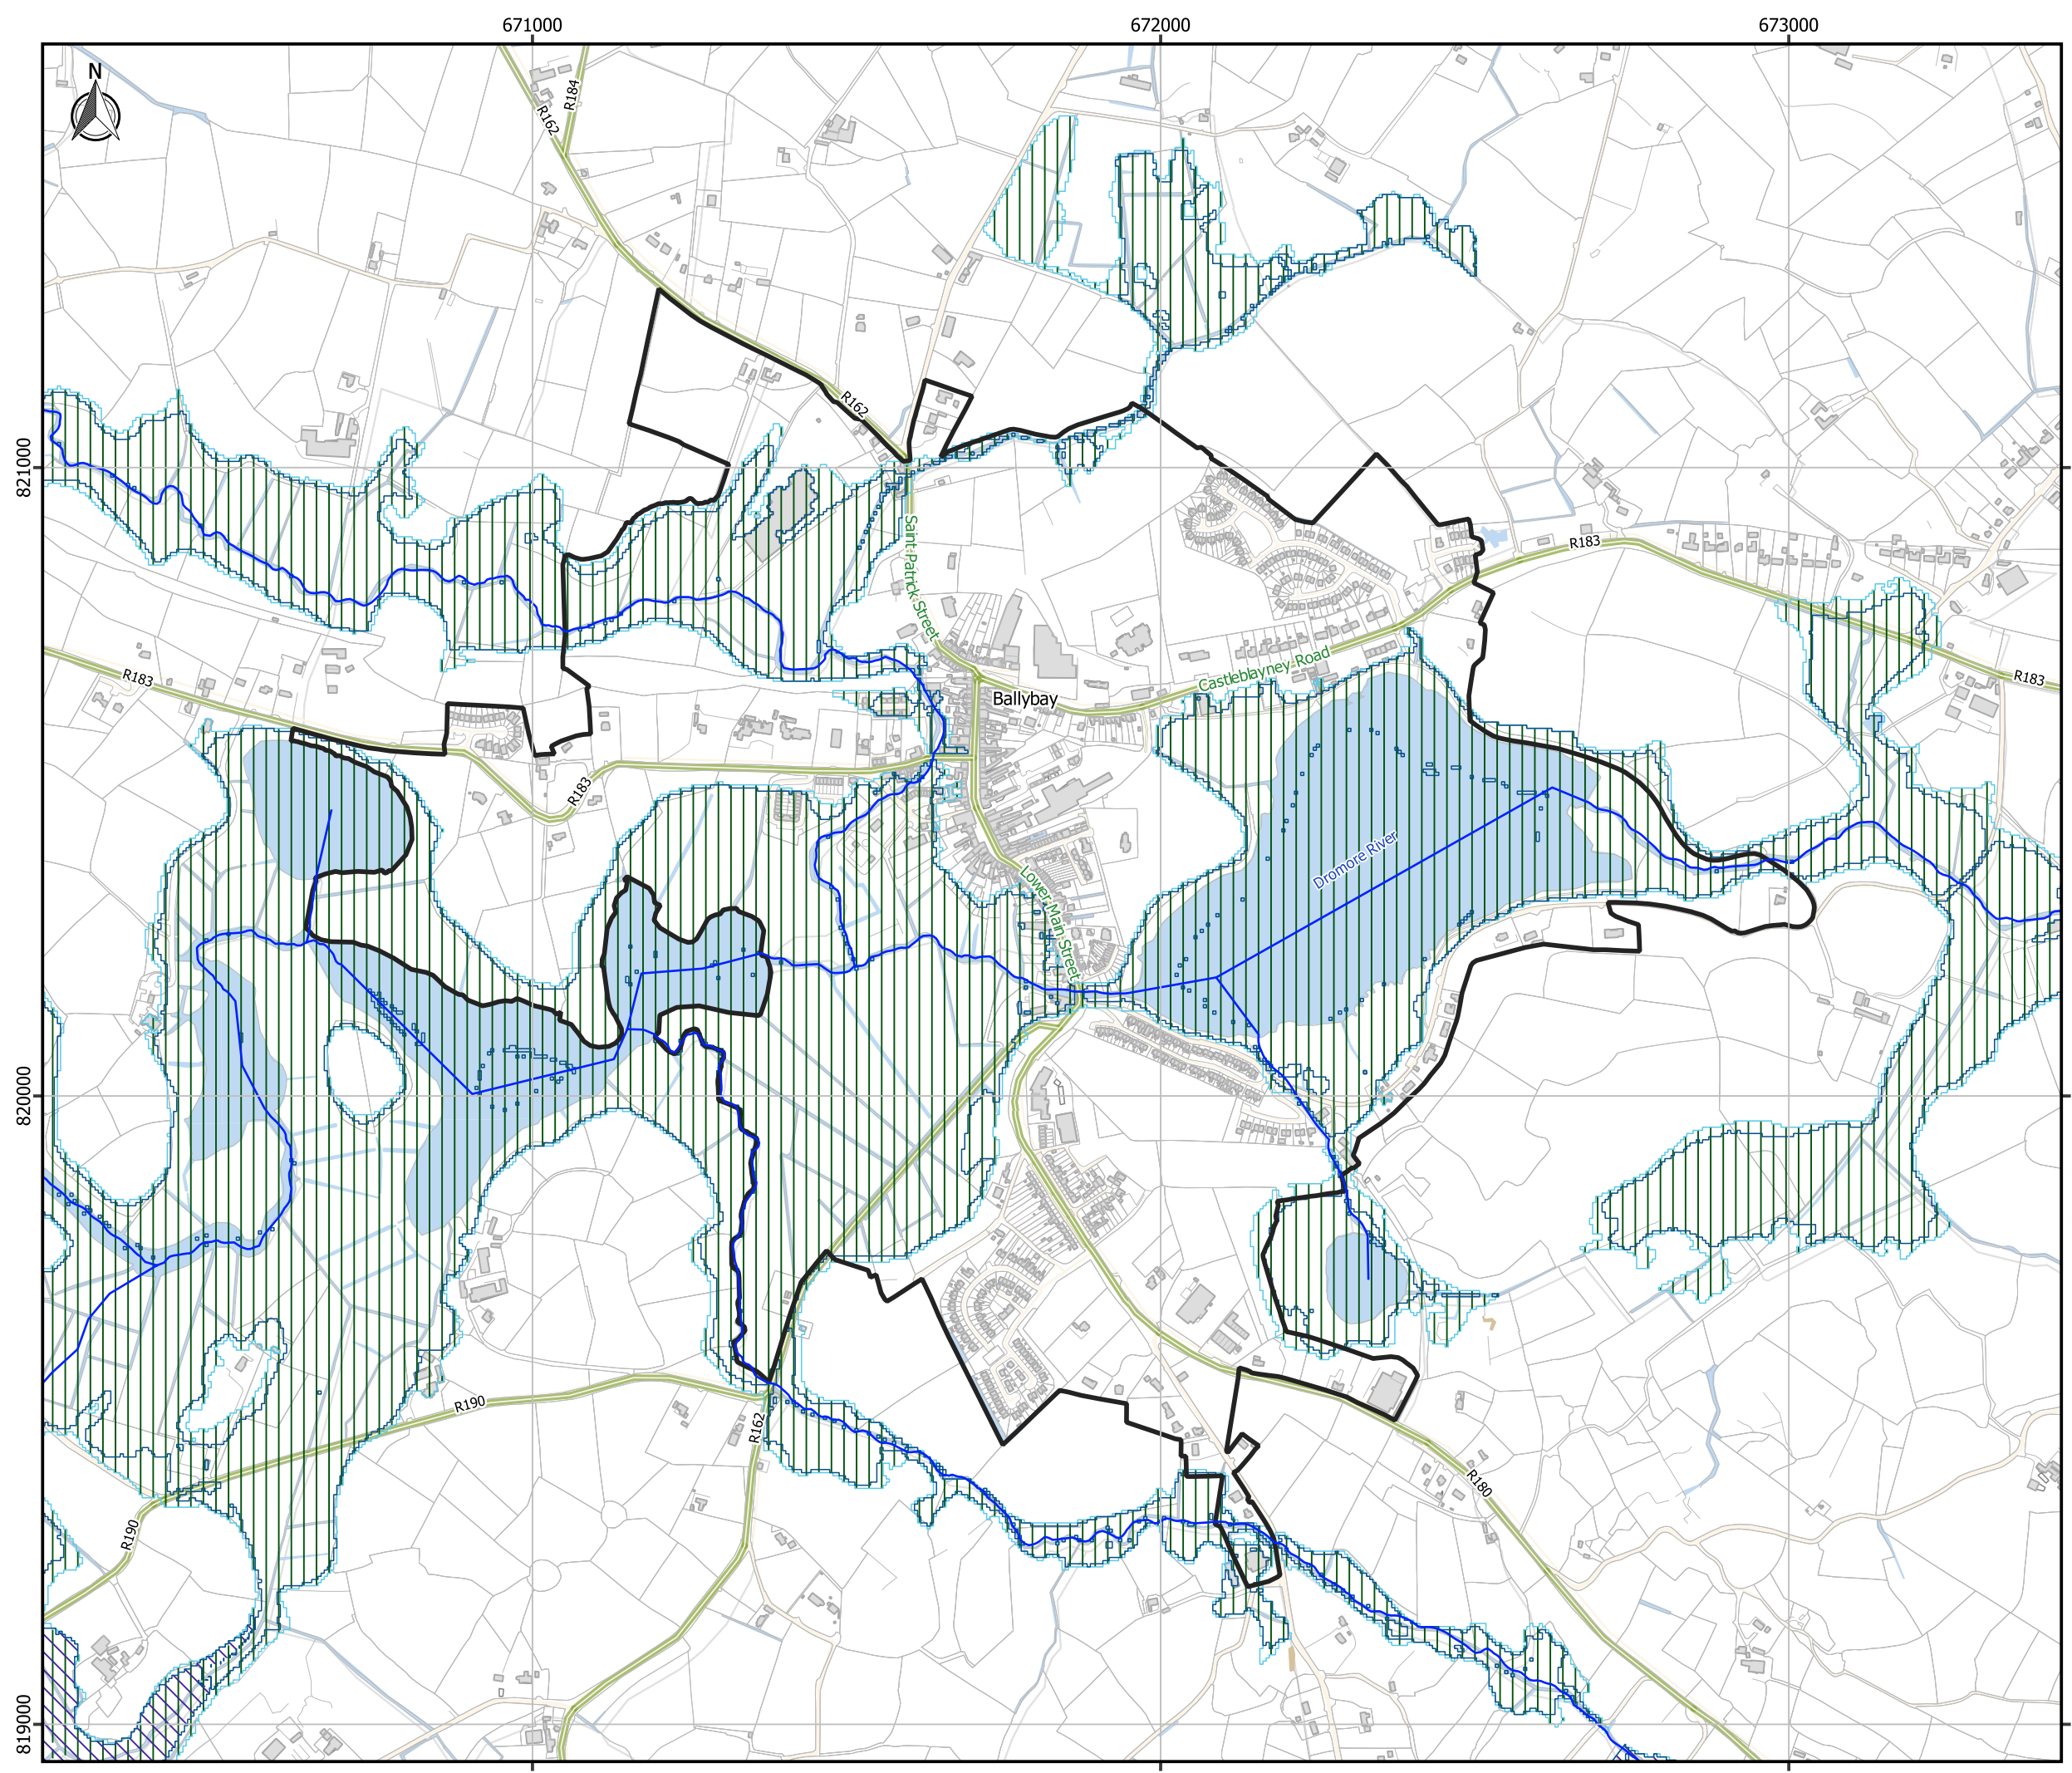 671000
672000
673000
N
R184
R162
R162
821000
Saint Patrick Street
R183
R183
Castleblayney Road
R183
R183
Ballybay
Dromore River
Lower Main Street
820000
R190
R162
R180
R190
819000